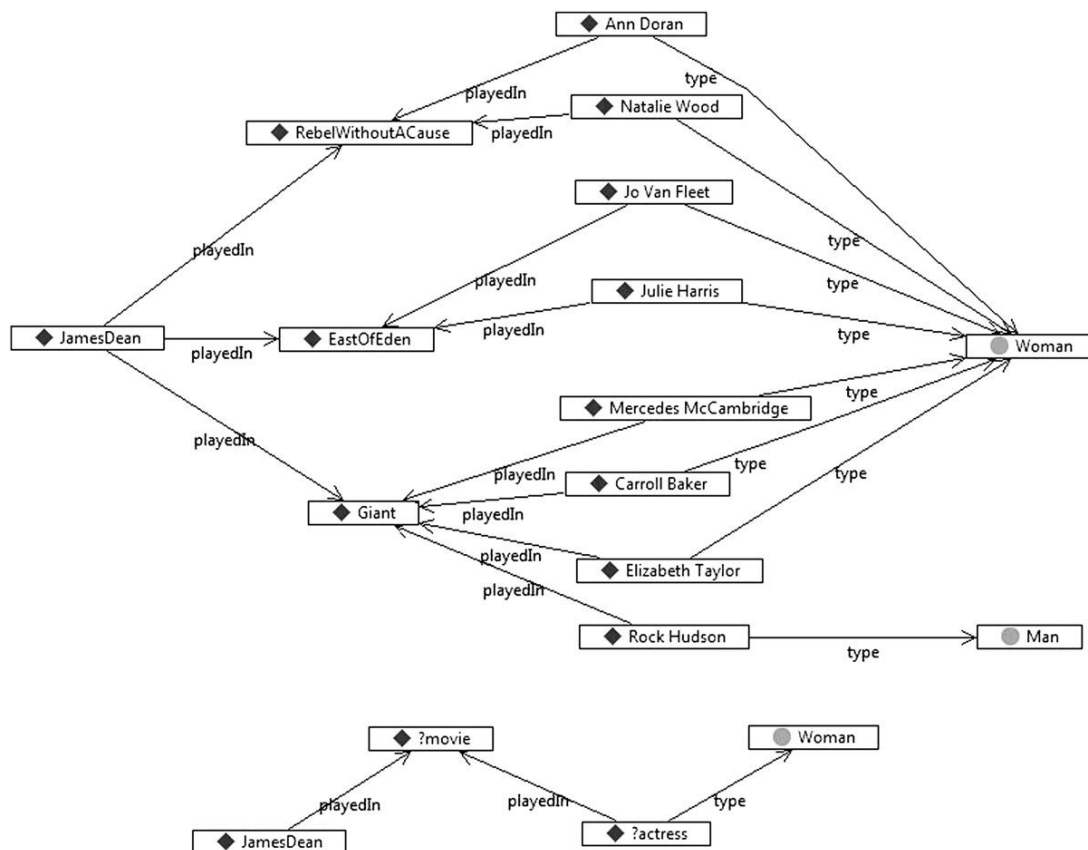 Ann Doran
type
playedIn
Natalie Wood
RebelWithoutACause
playedIn
Jo Van Fleet
playedIn
type
playedIn
type
Julie Harris
JamesDean
playedIn
EastOfEden
playedIn
type
Woman
type
Mercedes McCambridge
playedIn
playedIn
type
type
Carroll Baker
Giant
playedIn
playedIn
Elizabeth Taylor
playedIn
Rock Hudson
type
Man
?movie
Woman
playedIn
playedIn
type
JamesDean
?actress